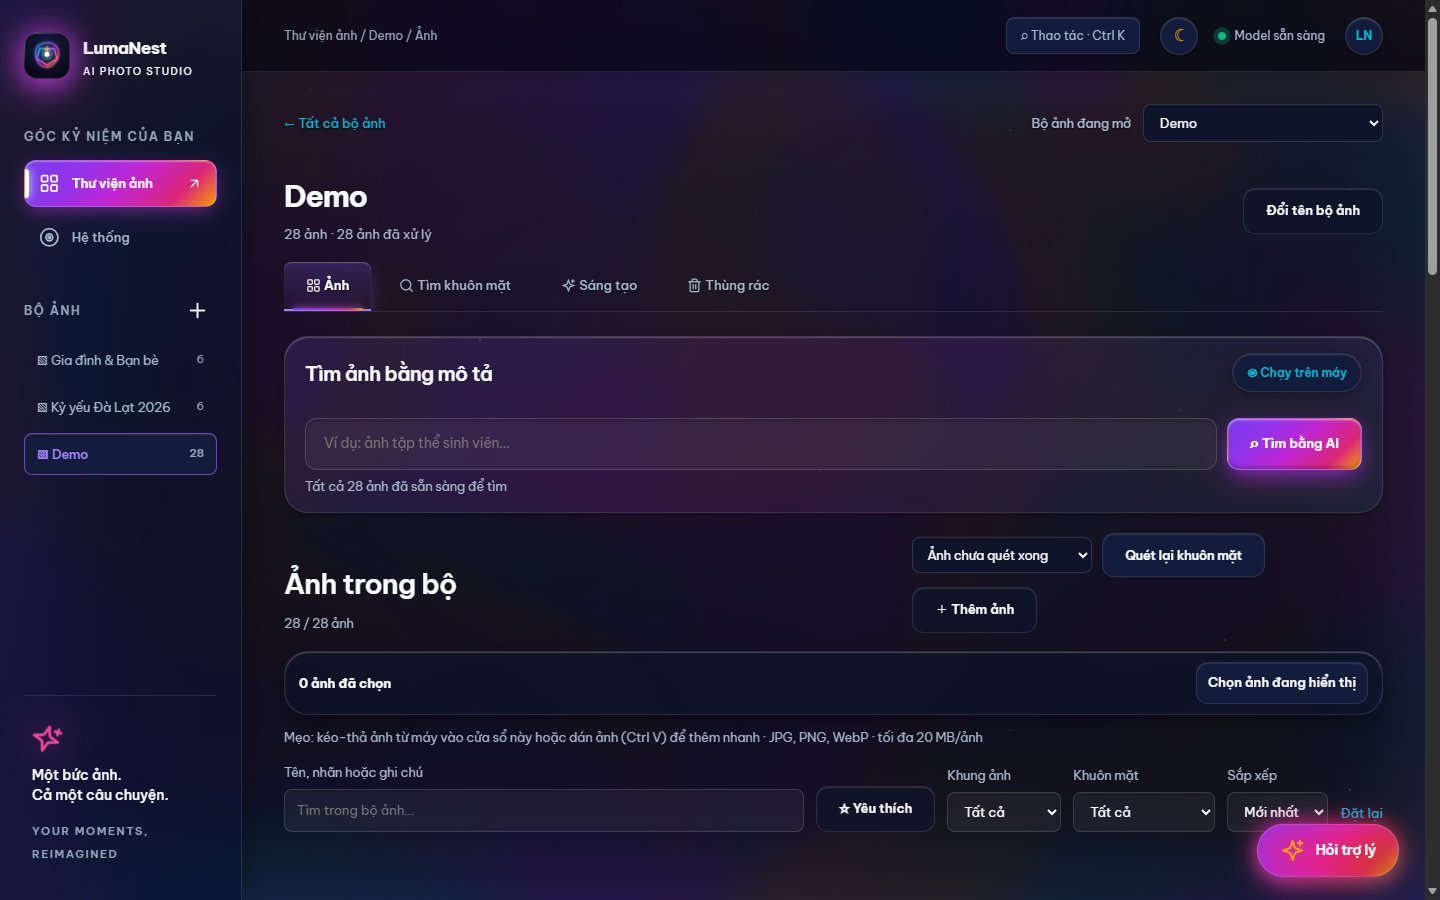 LumaNest
AI PHOTO STUDIO
GÓC KỶ NIỆM CỦA BẠN
Thư viện ảnh
Hệ thống
BỘ ẢNH
Gia đình & Bạn bè 6
Kỷ yếu Đà Lạt 2026 6
Demo 28
Một bức ảnh.
Cả một câu chuyện.
YOUR MOMENTS,
REIMAGINED
Thư viện ảnh / Demo / Ảnh
Thao tác · Ctrl K
Model sẵn sàng
LN
← Tất cả bộ ảnh
Bộ ảnh đang mở
Demo
Demo
28 ảnh · 28 ảnh đã xử lý
Đổi tên bộ ảnh
Ảnh
Tìm khuôn mặt
Sáng tạo
Thùng rác
Tìm ảnh bằng mô tả
Chạy trên máy
Ví dụ: ảnh tập thể sinh viên...
Tìm bằng AI
Tất cả 28 ảnh đã sẵn sàng để tìm
Ảnh trong bộ
28 / 28 ảnh
Ảnh chưa quét xong
Quét lại khuôn mặt
+ Thêm ảnh
0 ảnh đã chọn
Chọn ảnh đang hiển thị
Mẹo: kéo-thả ảnh từ máy vào cửa sổ này hoặc dán ảnh (Ctrl V) để thêm nhanh · JPG, PNG, WebP · tối đa 20 MB/ảnh
Tên, nhãn hoặc ghi chú
Tìm trong bộ ảnh...
★ Yêu thích
Khung ảnh
Tất cả
Khuôn mặt
Tất cả
Sắp xếp
Mới nhất
Đặt lại
Hỏi trợ lý